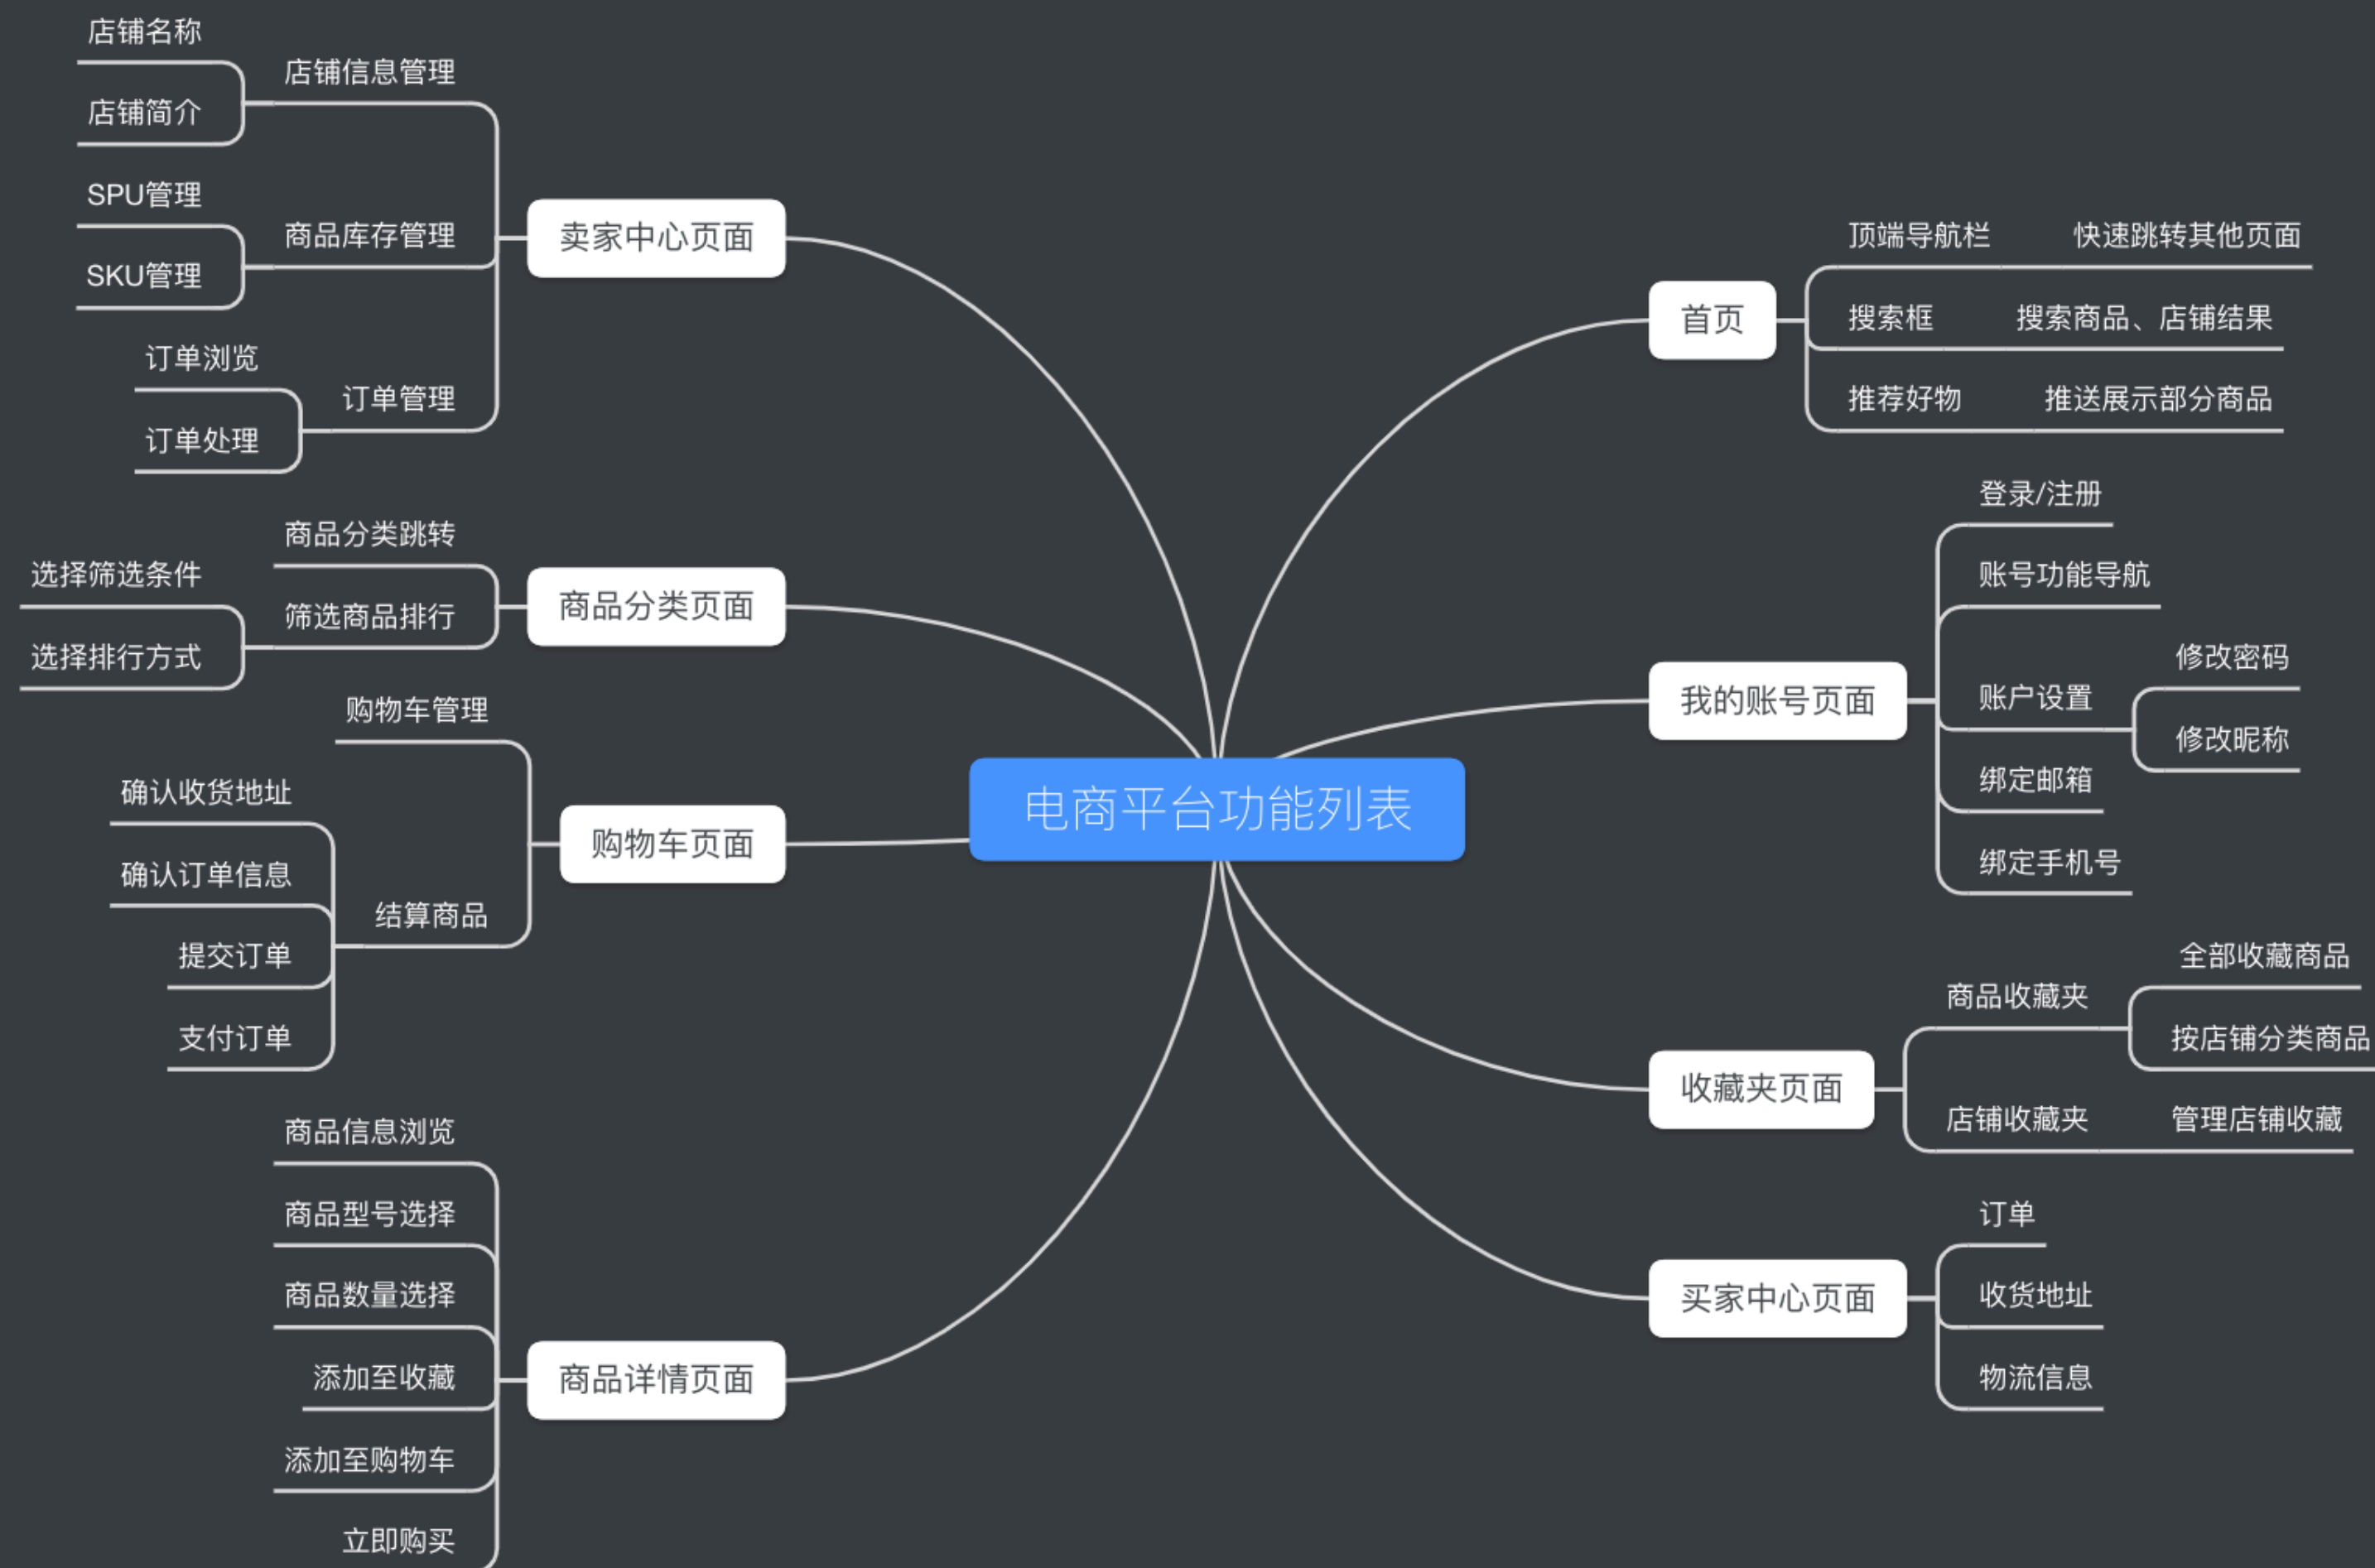 电商平台功能列表
首页
顶端导航栏
快速跳转其他页面
搜索框
搜索商品、店铺结果
推荐好物
推送展示部分商品
我的账号页面
登录/注册
账号功能导航
账户设置
修改密码
修改昵称
绑定邮箱
绑定手机号
收藏夹页面
商品收藏夹
全部收藏商品
按店铺分类商品
店铺收藏夹
管理店铺收藏
买家中心页面
订单
收货地址
物流信息
卖家中心页面
店铺信息管理
店铺名称
店铺简介
商品库存管理
SPU管理
SKU管理
订单管理
订单浏览
订单处理
商品分类页面
商品分类跳转
筛选商品排行
选择筛选条件
选择排行方式
购物车页面
购物车管理
结算商品
确认收货地址
确认订单信息
提交订单
支付订单
商品详情页面
商品信息浏览
商品型号选择
商品数量选择
添加至收藏
添加至购物车
立即购买